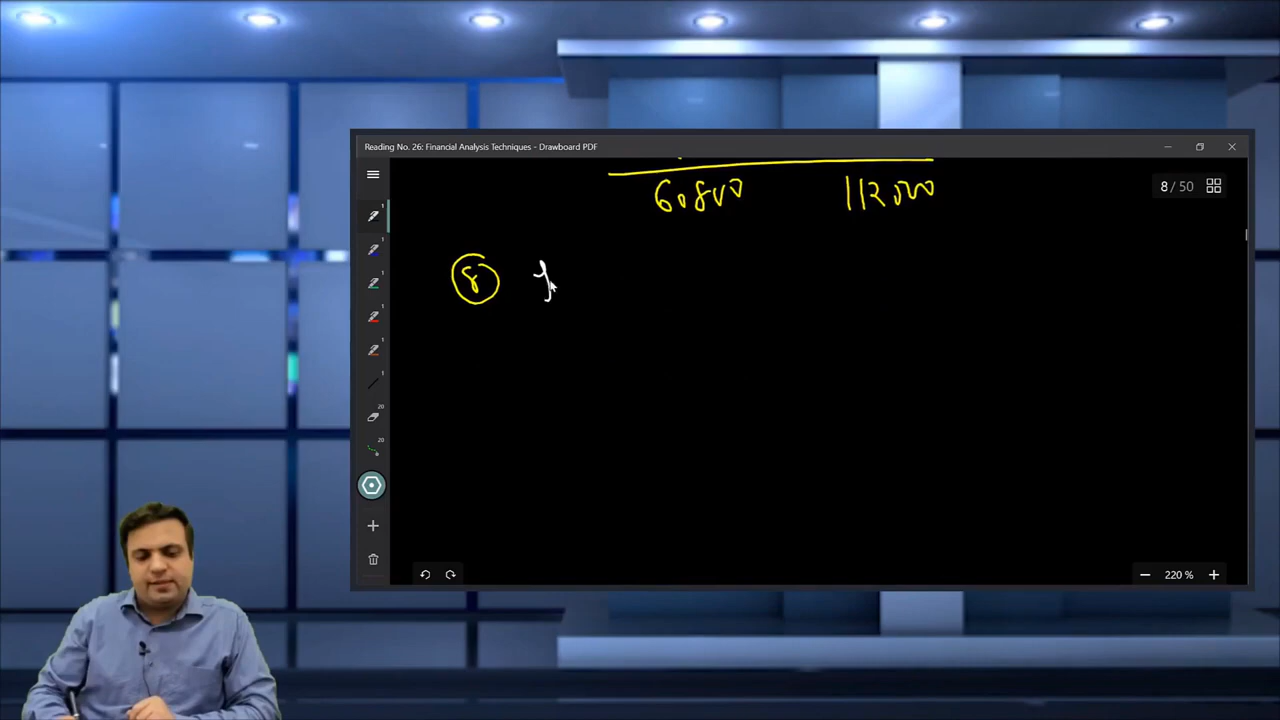 Reading No. 26: Financial Analysis Techniques - Drawboard PDF
8 / 50
60800 112000
8
220 %